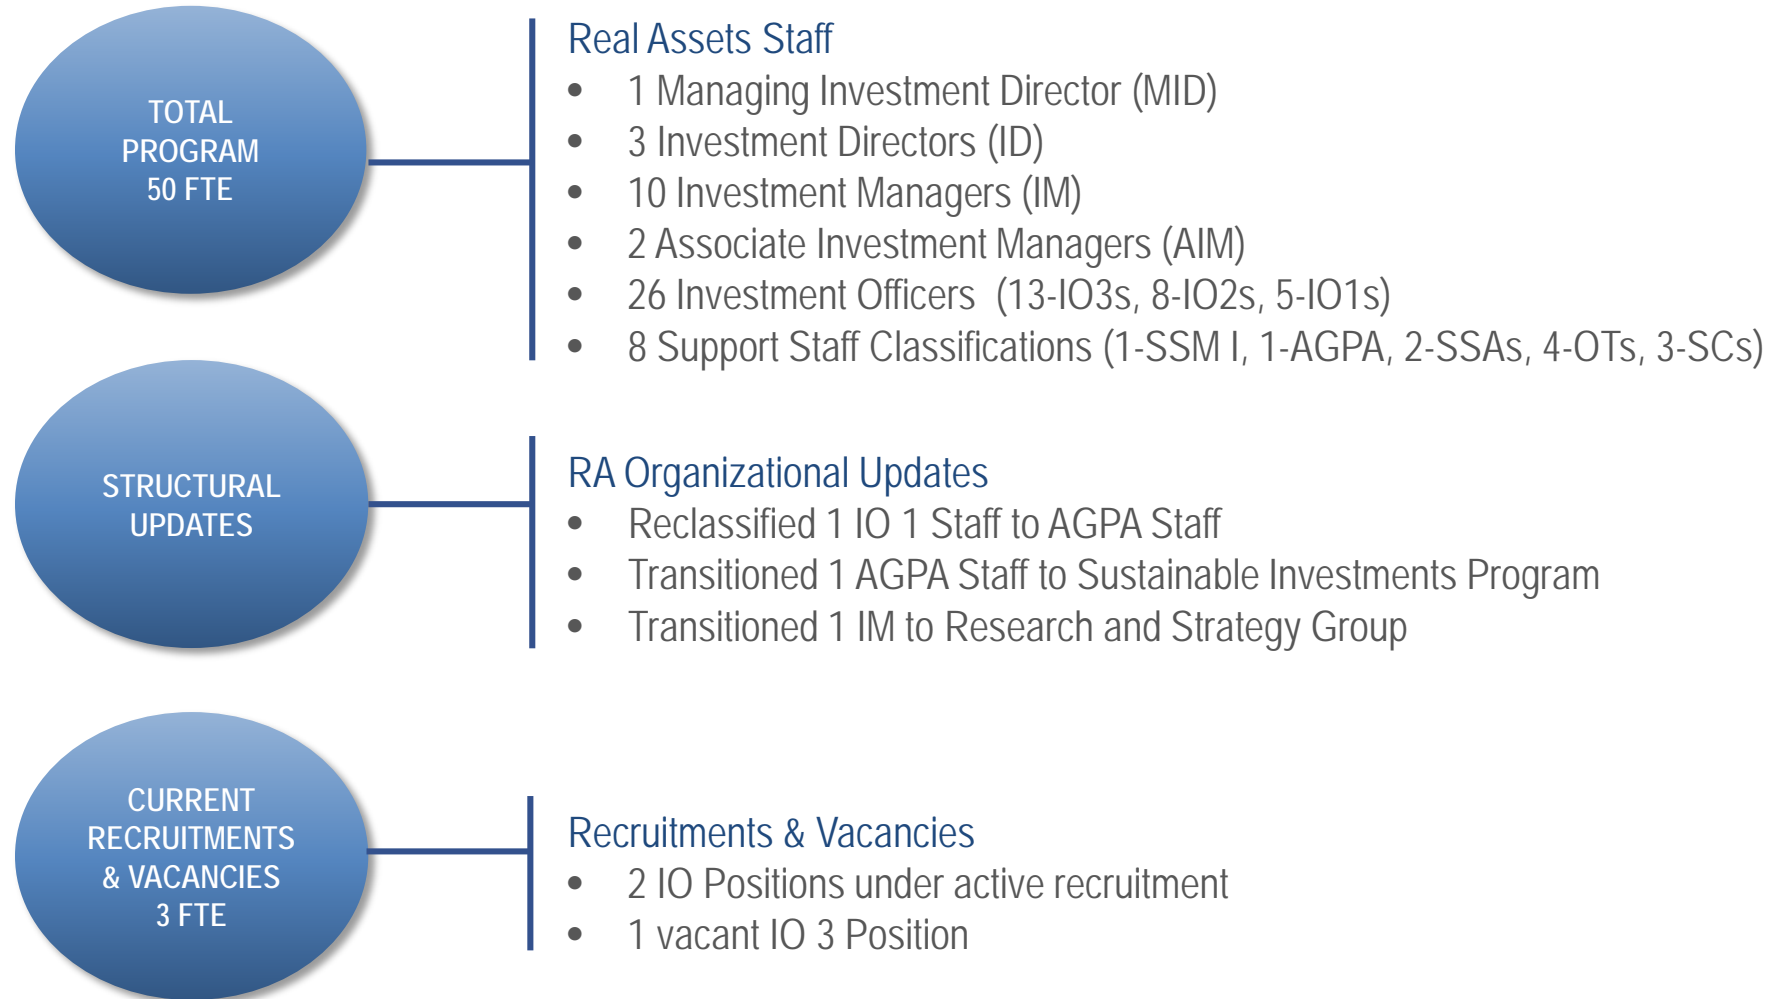 TOTAL
PROGRAM
50 FTE
Real Assets Staff
• 1 Managing Investment Director (MID)
• 3 Investment Directors (ID)
• 10 Investment Managers (IM)
• 2 Associate Investment Managers (AIM)
• 26 Investment Officers (13-IO3s, 8-IO2s, 5-IO1s)
• 8 Support Staff Classifications (1-SSM I, 1-AGPA, 2-SSAs, 4-OTs, 3-SCs)
STRUCTURAL
UPDATES
RA Organizational Updates
• Reclassified 1 IO 1 Staff to AGPA Staff
• Transitioned 1 AGPA Staff to Sustainable Investments Program
• Transitioned 1 IM to Research and Strategy Group
CURRENT
RECRUITMENTS
& VACANCIES
3 FTE
Recruitments & Vacancies
• 2 IO Positions under active recruitment
• 1 vacant IO 3 Position